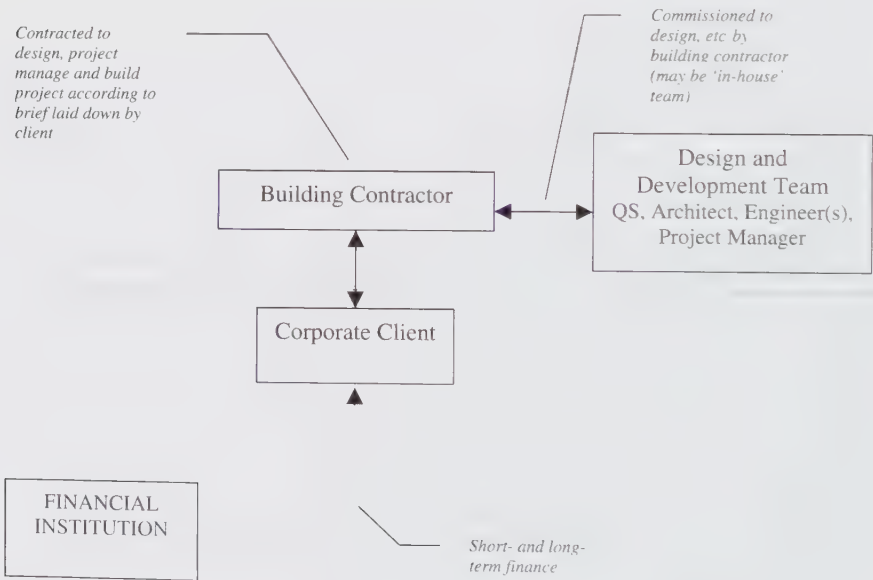 Contracted to
design, project
manage and build
project according to
brief laid down by
client
Commissioned to
design, etc by
building contractor
(may be ‘in-house’
team)
Building Contractor
Design and
Development Team
QS, Architect, Engineer(s),
Project Manager
Corporate Client
FINANCIAL
INSTITUTION
Short- and long-
term finance